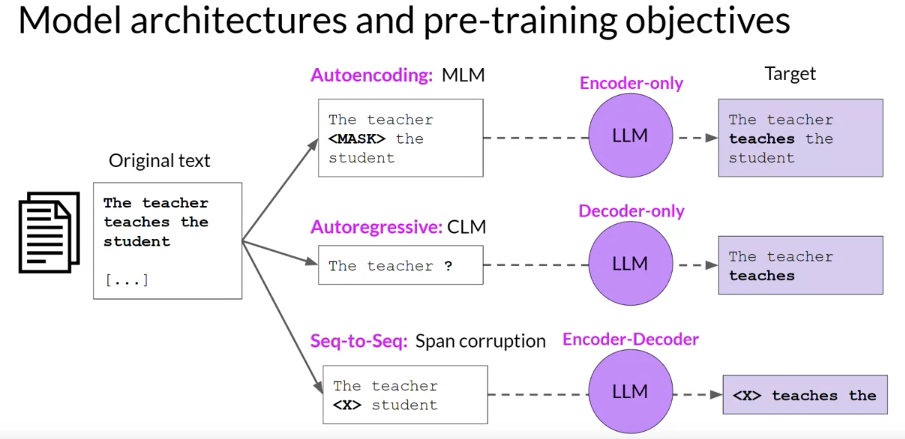 Model architectures and pre-training objectives
Original text
The teacher
teaches the
student
[...]
Autoencoding: MLM
The teacher
<MASK> the
student
Encoder-only
LLM
Target
The teacher
teaches the
student
Autoregressive: CLM
The teacher ?
Decoder-only
LLM
The teacher
teaches
Seq-to-Seq: Span corruption
The teacher
<X> student
Encoder-Decoder
LLM
<X> teaches the